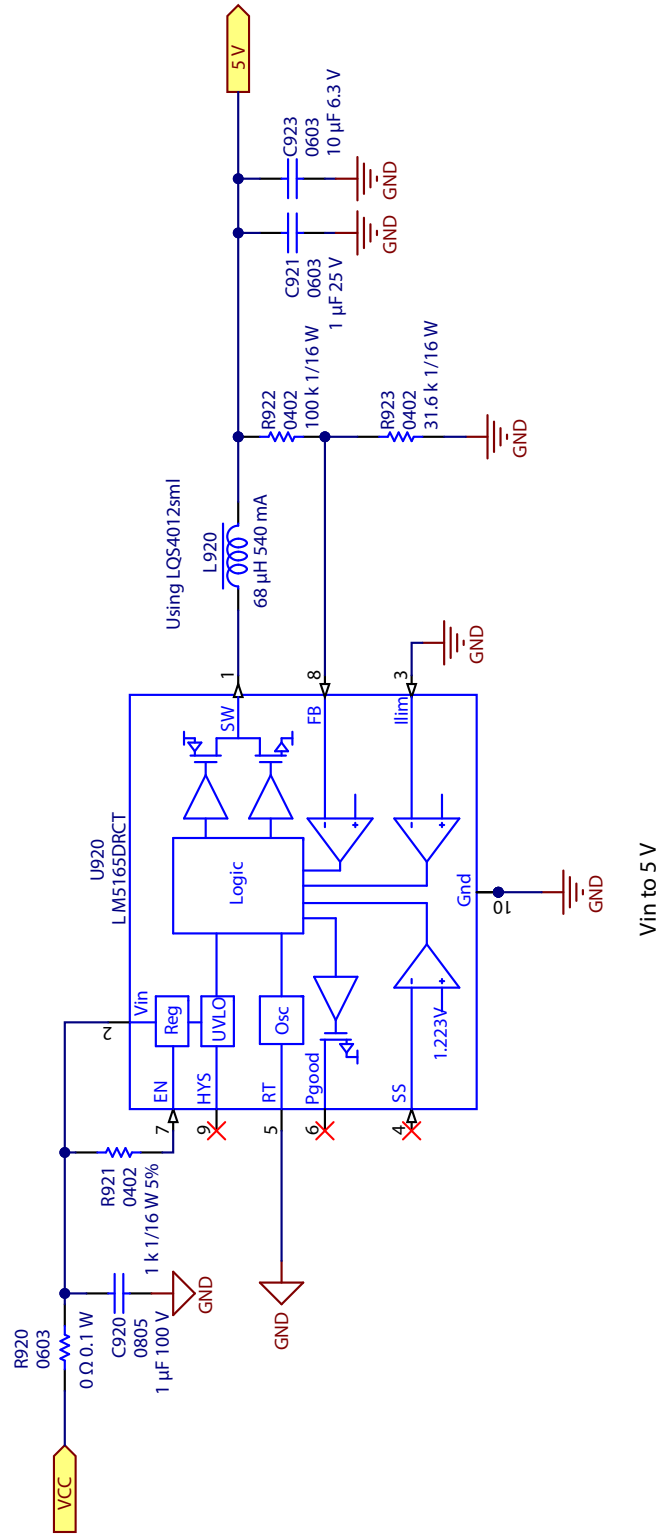 VCC
R920
0603
0 Ω 0.1 W
C920
0805
1 µF 100 V
GND
R921
0402
1 k 1/16 W 5%
GND
U920
LM5165DRCT
2
Vin
7
EN
Reg
9
HYS
UVLO
5
RT
Osc
6
Pgood
4
SS
1.223V
Logic
SW
1
FB
8
Ilim
3
GND
Gnd
10
GND
Using LQS4012sml
L920
68 µH 540 mA
R922
0402
100 k 1/16 W
R923
0402
31.6 k 1/16 W
GND
C921
0603
1 µF 25 V
GND
C923
0603
10 µF 6.3 V
GND
5 V
Vin to 5 V